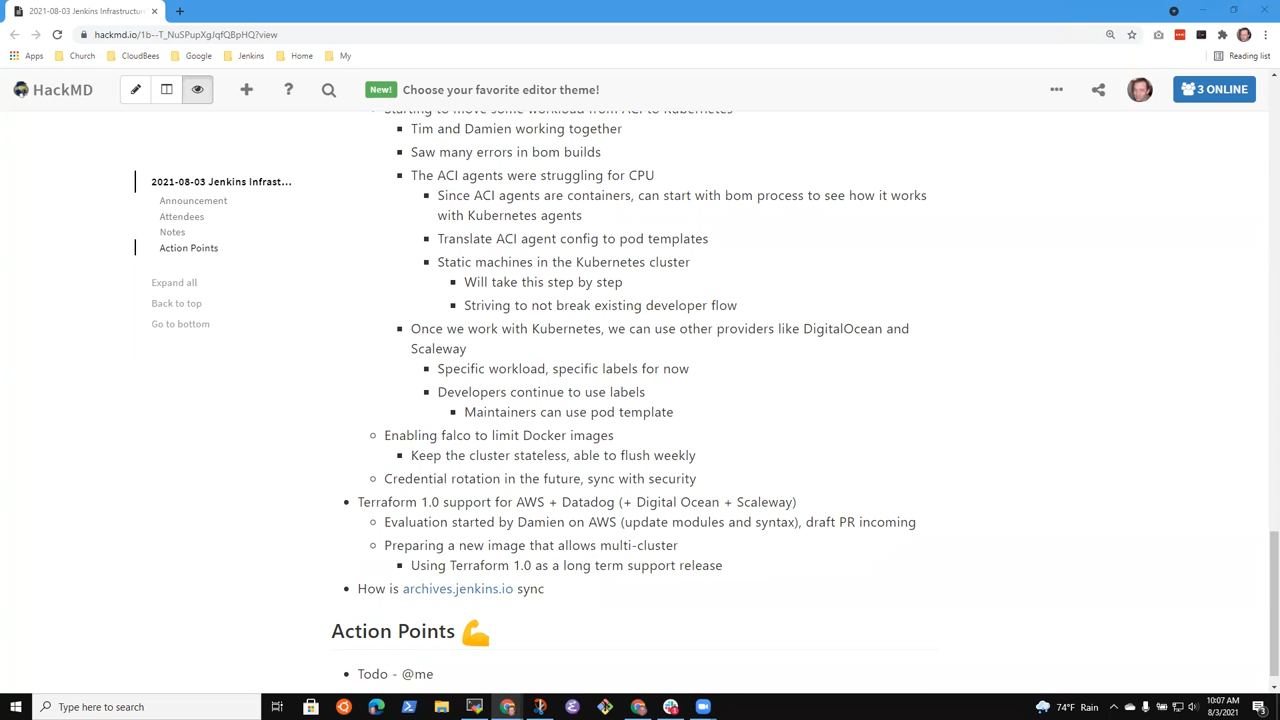 2021-08-03 Jenkins Infrastructur
hackmd.io/1b--T_NuSPupXgJqfQBpHQ?view
Apps
Church
CloudBees
Google
Jenkins
Home
My
Reading list
HackMD
New!
Choose your favorite editor theme!
3 ONLINE
2021-08-03 Jenkins Infrast...
Announcement
Attendees
Notes
Action Points
Expand all
Back to top
Go to bottom
Starting to move some workload from ACI to Kubernetes
Tim and Damien working together
Saw many errors in bom builds
The ACI agents were struggling for CPU
Since ACI agents are containers, can start with bom process to see how it works
with Kubernetes agents
Translate ACI agent config to pod templates
Static machines in the Kubernetes cluster
Will take this step by step
Striving to not break existing developer flow
Once we work with Kubernetes, we can use other providers like DigitalOcean and
Scaleway
Specific workload, specific labels for now
Developers continue to use labels
Maintainers can use pod template
Enabling falco to limit Docker images
Keep the cluster stateless, able to flush weekly
Credential rotation in the future, sync with security
Terraform 1.0 support for AWS + Datadog (+ Digital Ocean + Scaleway)
Evaluation started by Damien on AWS (update modules and syntax), draft PR incoming
Preparing a new image that allows multi-cluster
Using Terraform 1.0 as a long term support release
How is archives.jenkins.io sync
Action Points 💪
Todo - @me
Type here to search
74°F Rain
10:07 AM
8/3/2021